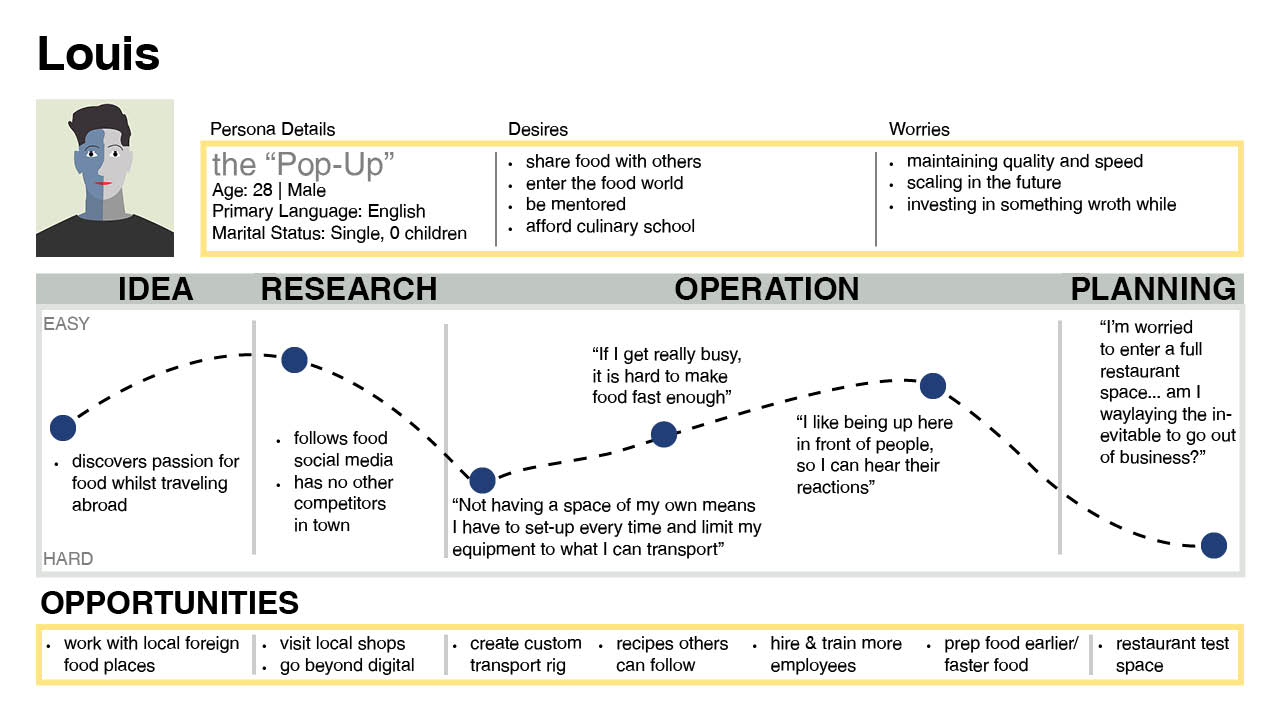 Louis
Persona Details
the “Pop-Up”
Age: 28 | Male
Primary Language: English
Marital Status: Single, 0 children
Desires
• share food with others
• enter the food world
• be mentored
• afford culinary school
Worries
• maintaining quality and speed
• scaling in the future
• investing in something wroth while
IDEA
RESEARCH
OPERATION
PLANNING
EASY
HARD
• discovers passion for
food whilst traveling
abroad
• follows food
social media
• has no other
competitors
in town
“Not having a space of my own means
I have to set-up every time and limit my
equipment to what I can transport”
“If I get really busy,
it is hard to make
food fast enough”
“I like being up here
in front of people,
so I can hear their
reactions”
“I’m worried
to enter a full
restaurant
space... am I
waylaying the in-
evitable to go out
of business?”
OPPORTUNITIES
• work with local foreign
food places
• visit local shops
• go beyond digital
• create custom
transport rig
• recipes others
can follow
• hire & train more
employees
• prep food earlier/
faster food
• restaurant test
space